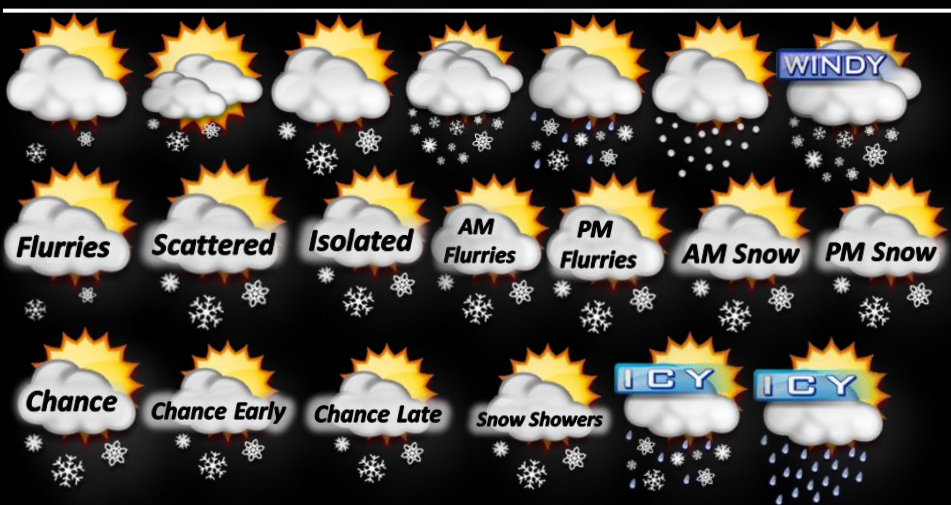 WINDY
Flurries
Scattered
Isolated
AM
Flurries
PM
Flurries
AM Snow
PM Snow
Chance
Chance Early
Chance Late
Snow Showers
ICY
ICY